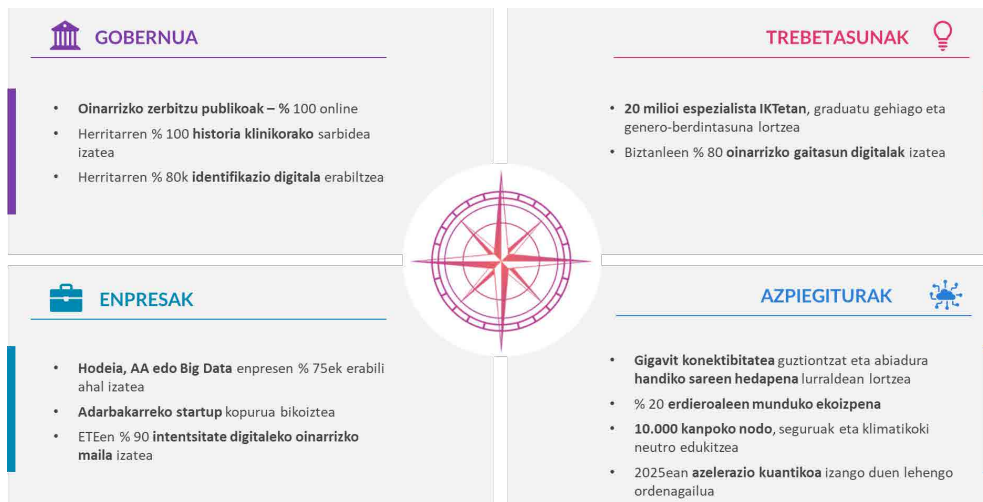 GOBERNUA
• Oinarrizko zerbitzu publikoak – % 100 online
• Herritarren % 100 historia klinikorako sarbidea
izatea
• Herritarren % 80k identifikazio digitala erabiltzea
TREBETASUNAK
• 20 milioi espezialista IKTetan, graduatu gehiago eta
genero-berdintasuna lortzea
• Biztanleen % 80 oinarrizko gaitasun digitalak izatea
ENPRESAK
• Hodeia, AA edo Big Data enpresen % 75ek erabili
ahal izatea
• Adarbakarreko startup kopurua bikoiztea
• ETEen % 90 intentsitate digitaleko oinarrizko
maila izatea
AZPIEGITURAK
• Gigavit konektibitatea guztiontzat eta abiadura
handiko sareen hedapena lurraldean lortzea
• % 20 erdieroaleen munduko ekoizpena
• 10.000 kanpoko nodo, seguruak eta klimatikoki
neutro edukitzea
• 2025ean azelerazio kuantikoa izango duen lehengo
ordenagailua